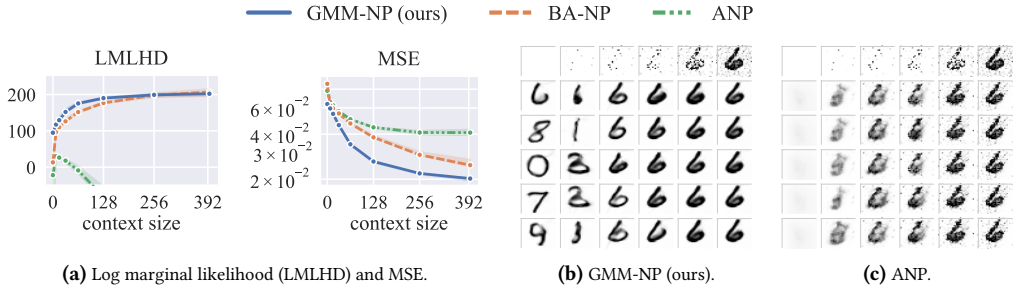 GMM-NP (ours) BA-NP ANP
LMLHD
200
100
0
0 128 256 392
context size
MSE
6 × 10⁻²
4 × 10⁻²
3 × 10⁻²
2 × 10⁻²
0 128 256 392
context size
(a) Log marginal likelihood (LMLHD) and MSE.
(b) GMM-NP (ours).
(c) ANP.